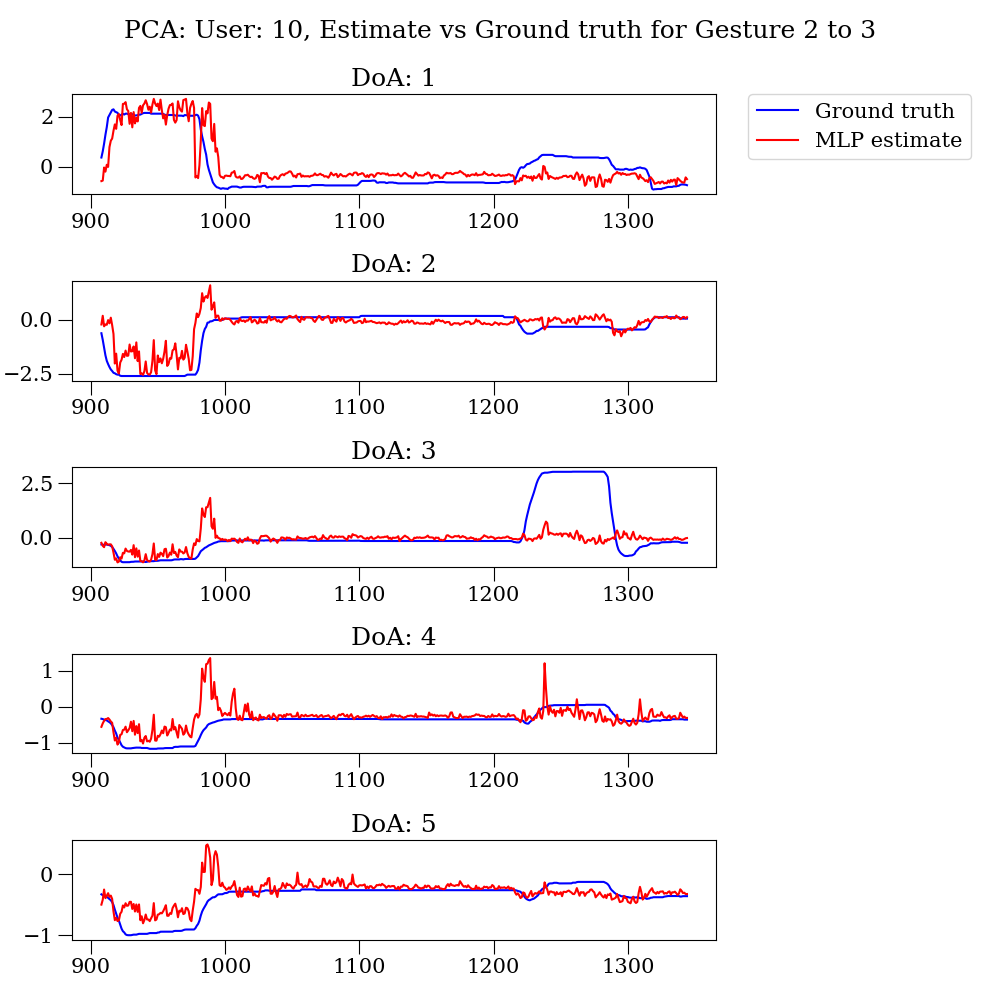 PCA: User: 10, Estimate vs Ground truth for Gesture 2 to 3
DoA: 1
Ground truth
MLP estimate
2
0
900 1000 1100 1200 1300
DoA: 2
0.0
−2.5
900 1000 1100 1200 1300
DoA: 3
2.5
0.0
900 1000 1100 1200 1300
DoA: 4
1
0
−1
900 1000 1100 1200 1300
DoA: 5
0
−1
900 1000 1100 1200 1300